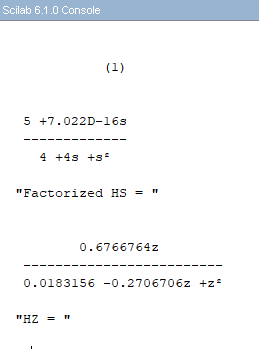 Scilab 6.1.0 Console
(1)
5 +7.022D-16s
-------------
4 +4s +s²
"Factorized HS = "
0.6766764z
-------------------------
0.0183156 -0.2706706z +z²
"HZ = "